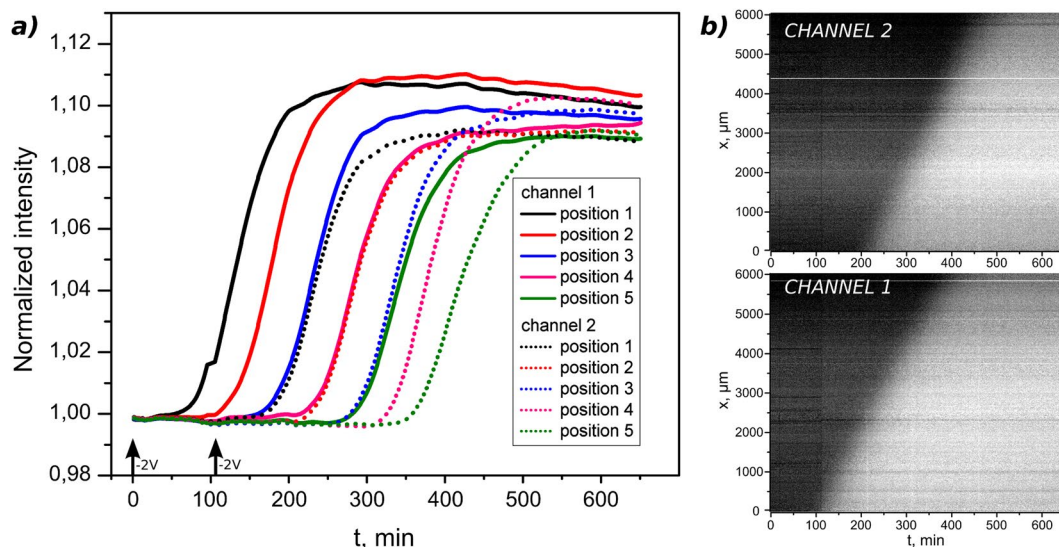 a)
Normalized intensity
1,12
1,10
1,08
1,06
1,04
1,02
1,00
0,98
-2V
-2V
0
100
200
300
400
500
600
t, min
channel 1
position 1
position 2
position 3
position 4
position 5
channel 2
position 1
position 2
position 3
position 4
position 5
b)
CHANNEL 2
x, µm
6000
5000
4000
3000
2000
1000
0
0 100 200 300 400 500 600
CHANNEL 1
x, µm
6000
5000
4000
3000
2000
1000
0
0 100 200 300 400 500 600
t, min